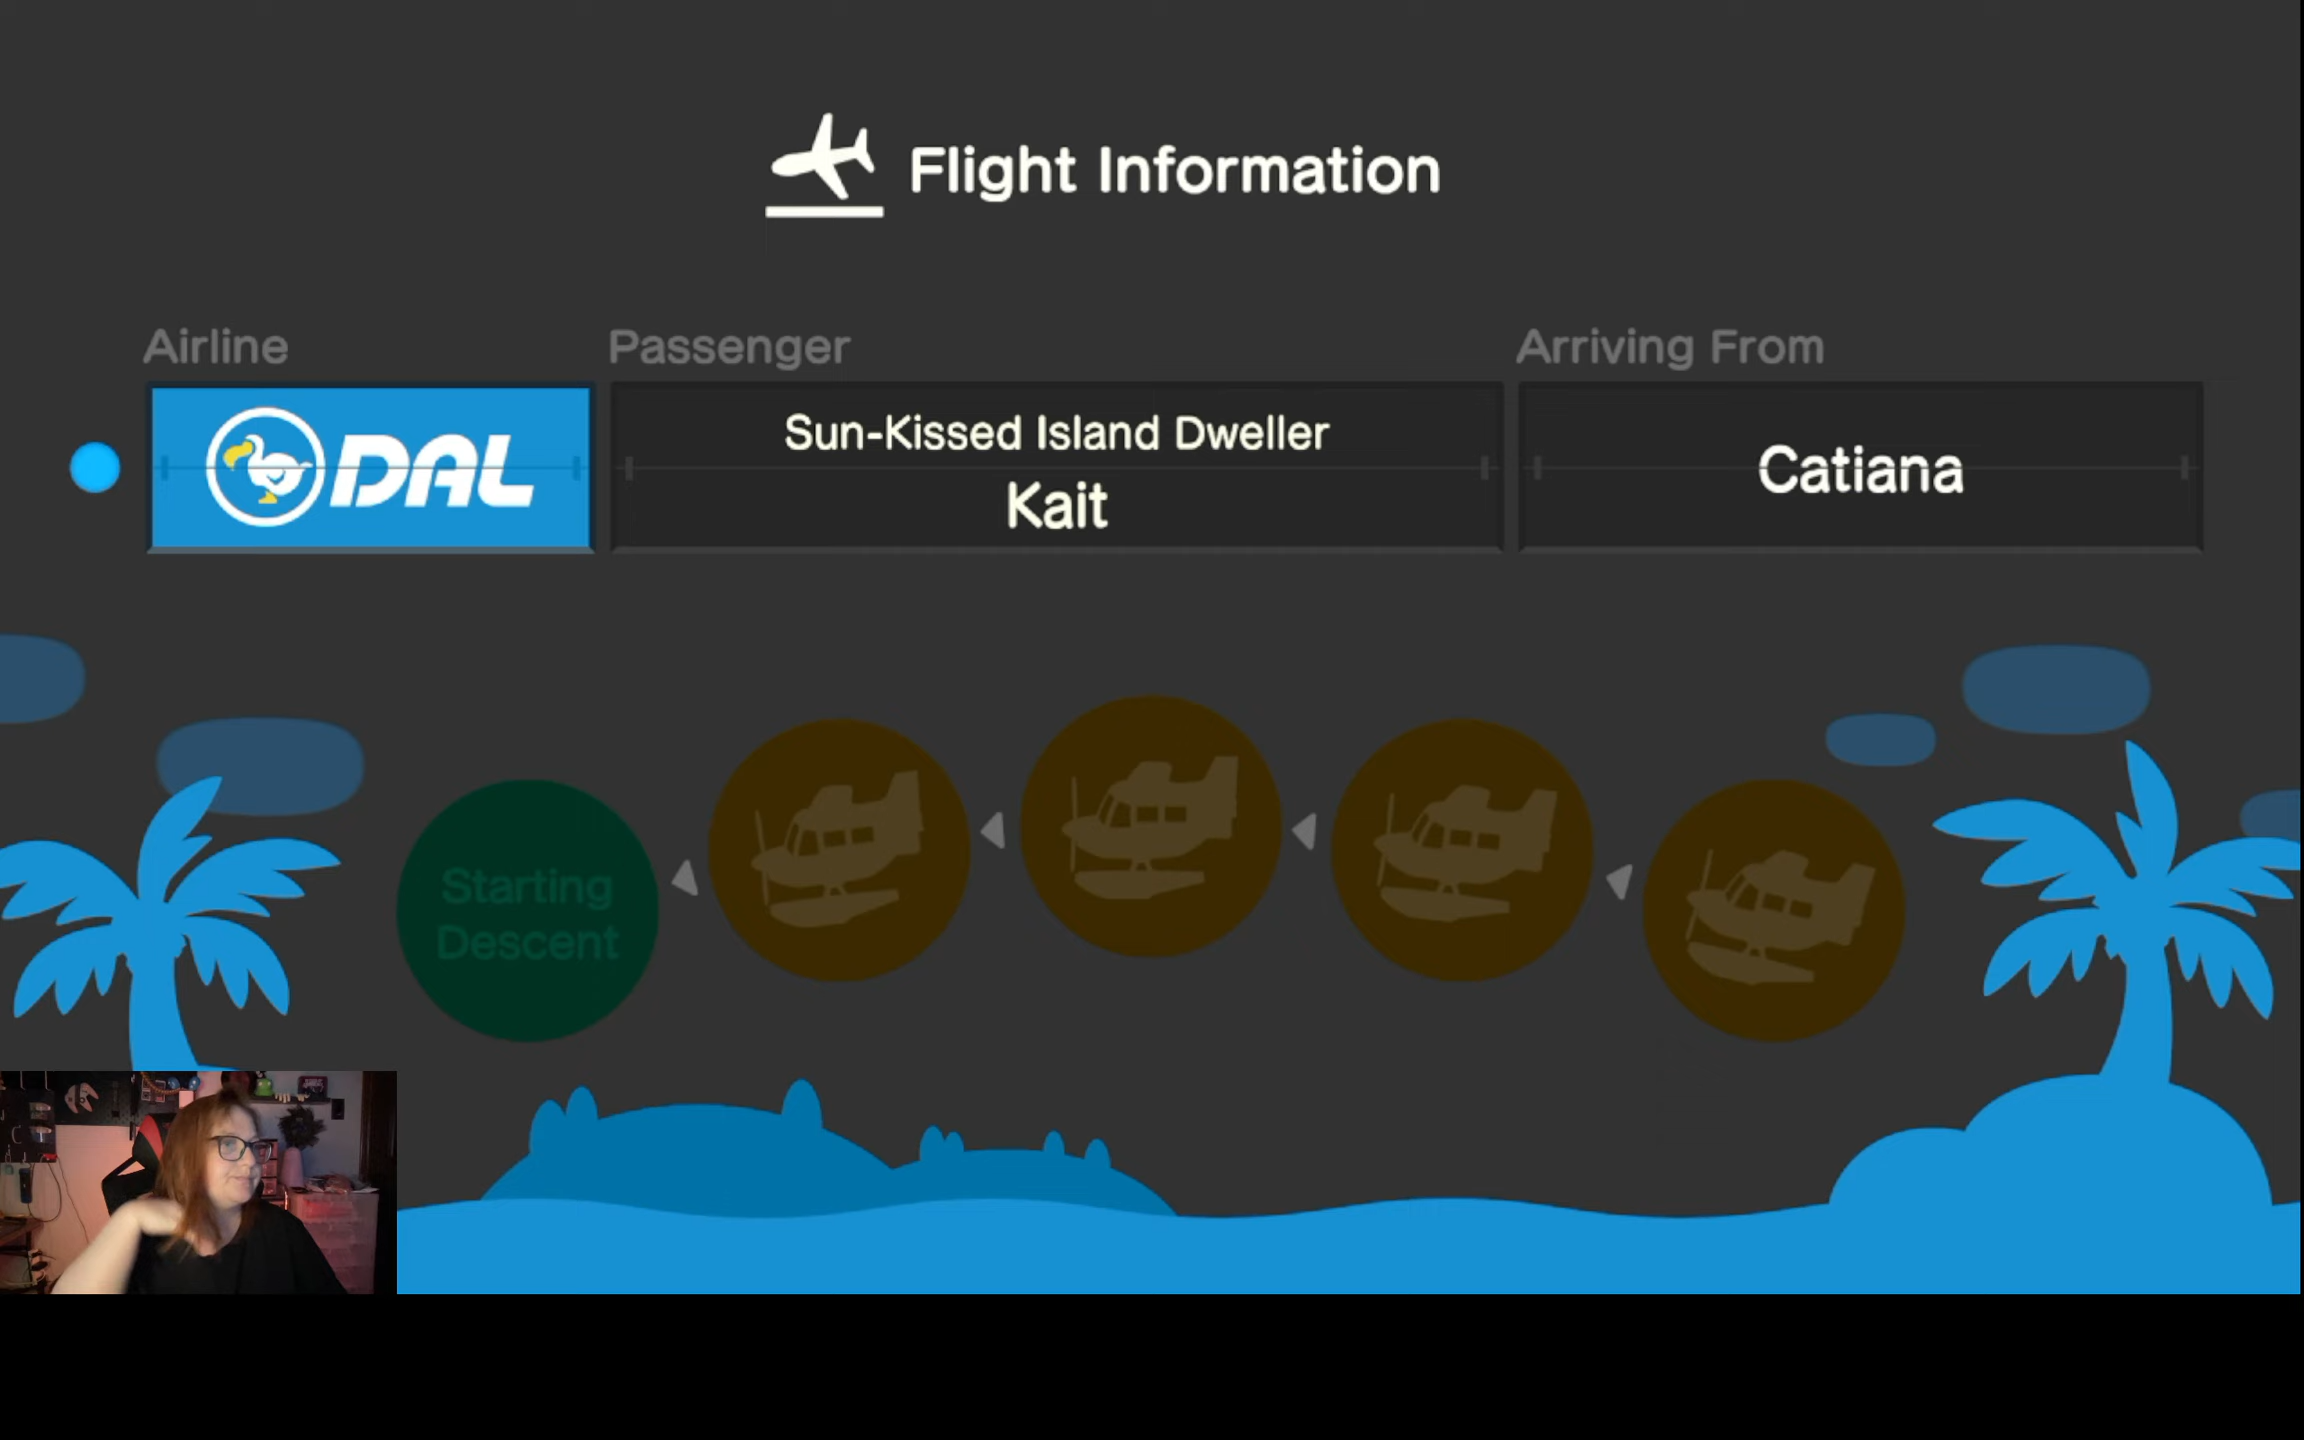 Flight Information
Airline
Passenger
Arriving From
DAL
Sun-Kissed Island Dweller
Kait
Catiana
Starting
Descent